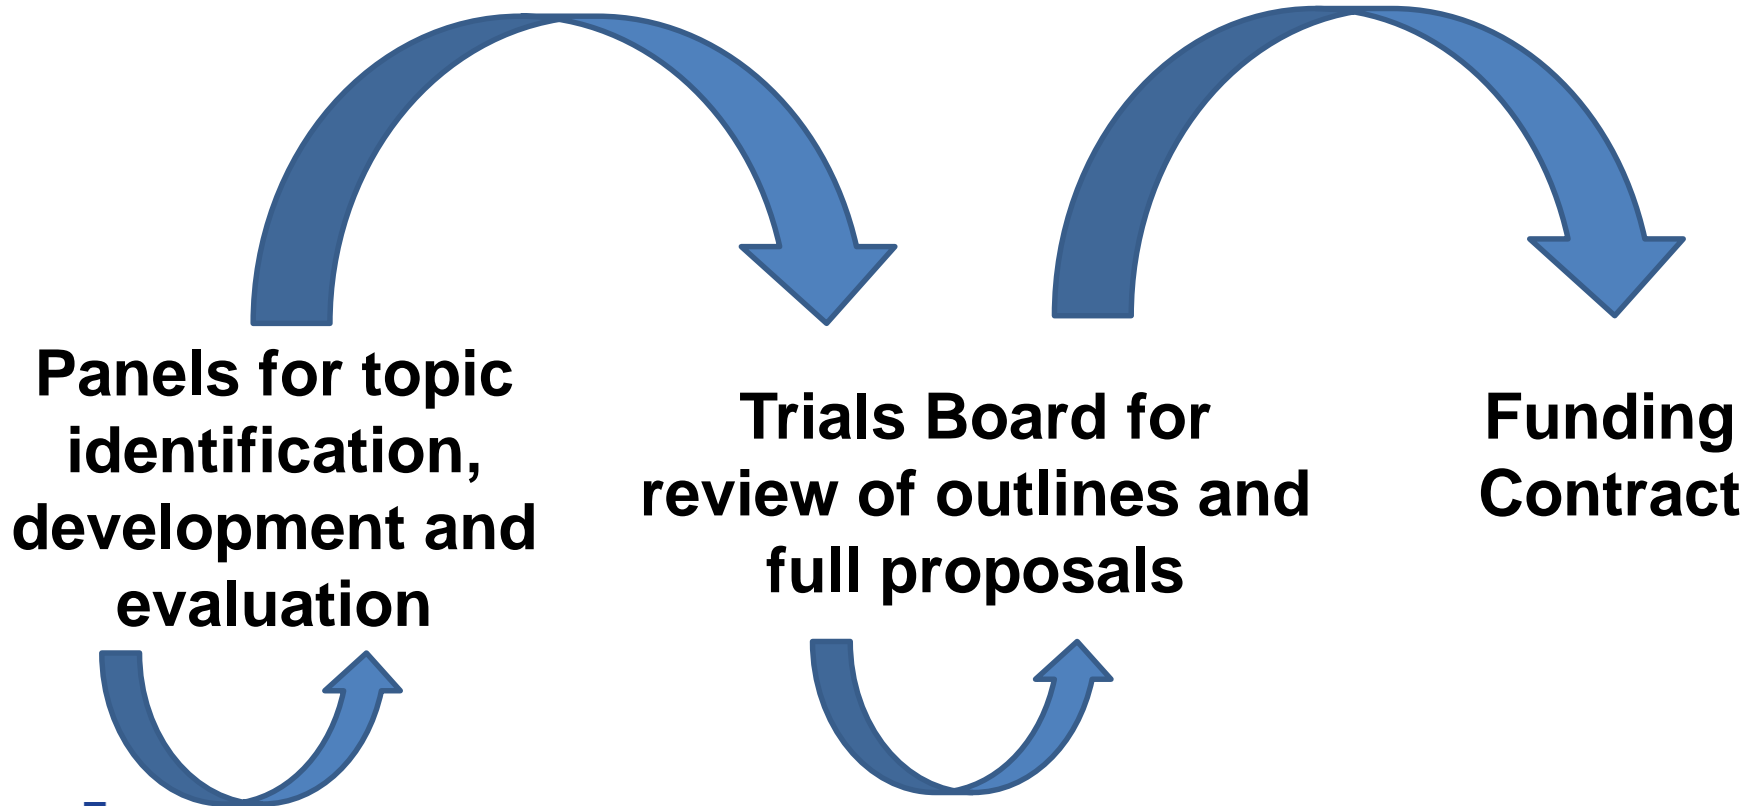 Panels for topic
identification,
development and
evaluation
Trials Board for
review of outlines and
full proposals
Funding
Contract